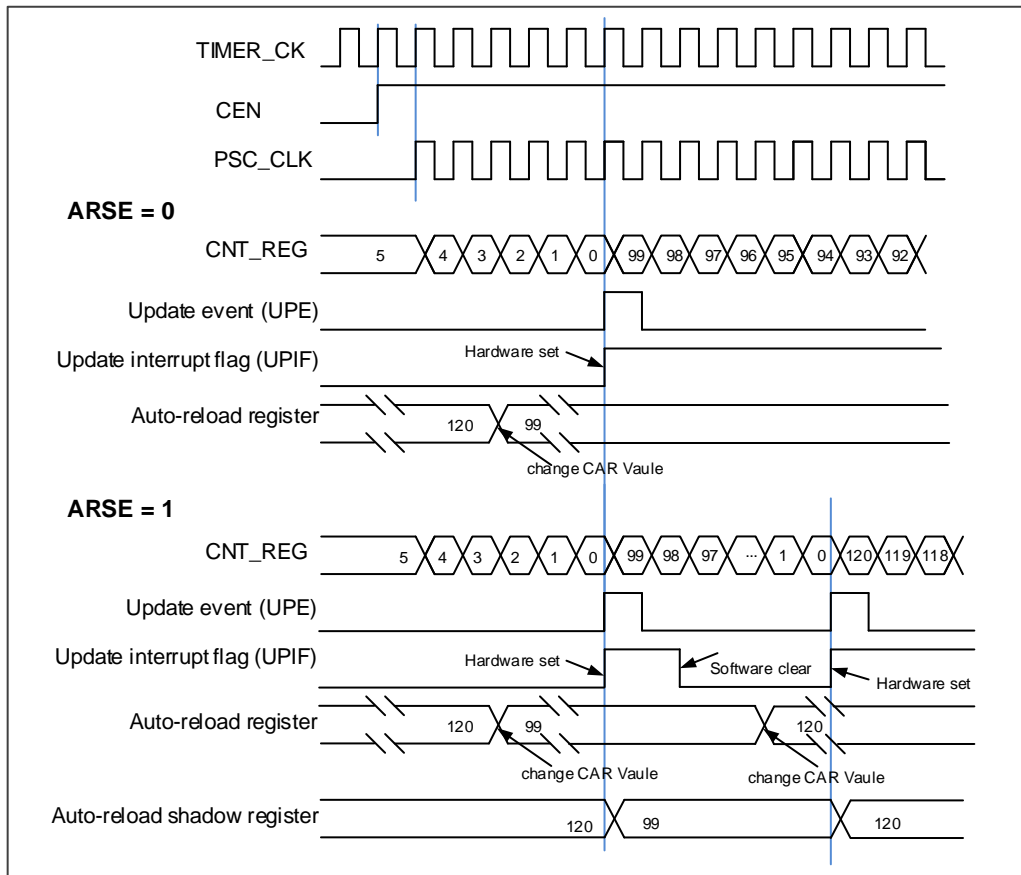 TIMER_CK
CEN
PSC_CLK
ARSE = 0
CNT_REG 5 4 3 2 1 0 99 98 97 96 95 94 93 92
Update event (UPE)
Update interrupt flag (UPIF) Hardware set
Auto-reload register 120 99
change CAR Vaule
ARSE = 1
CNT_REG 5 4 3 2 1 0 99 98 97 ... 1 0 120 119 118
Update event (UPE)
Update interrupt flag (UPIF) Hardware set Software clear Hardware set
Auto-reload register 120 99 120
change CAR Vaule change CAR Vaule
Auto-reload shadow register 120 99 120